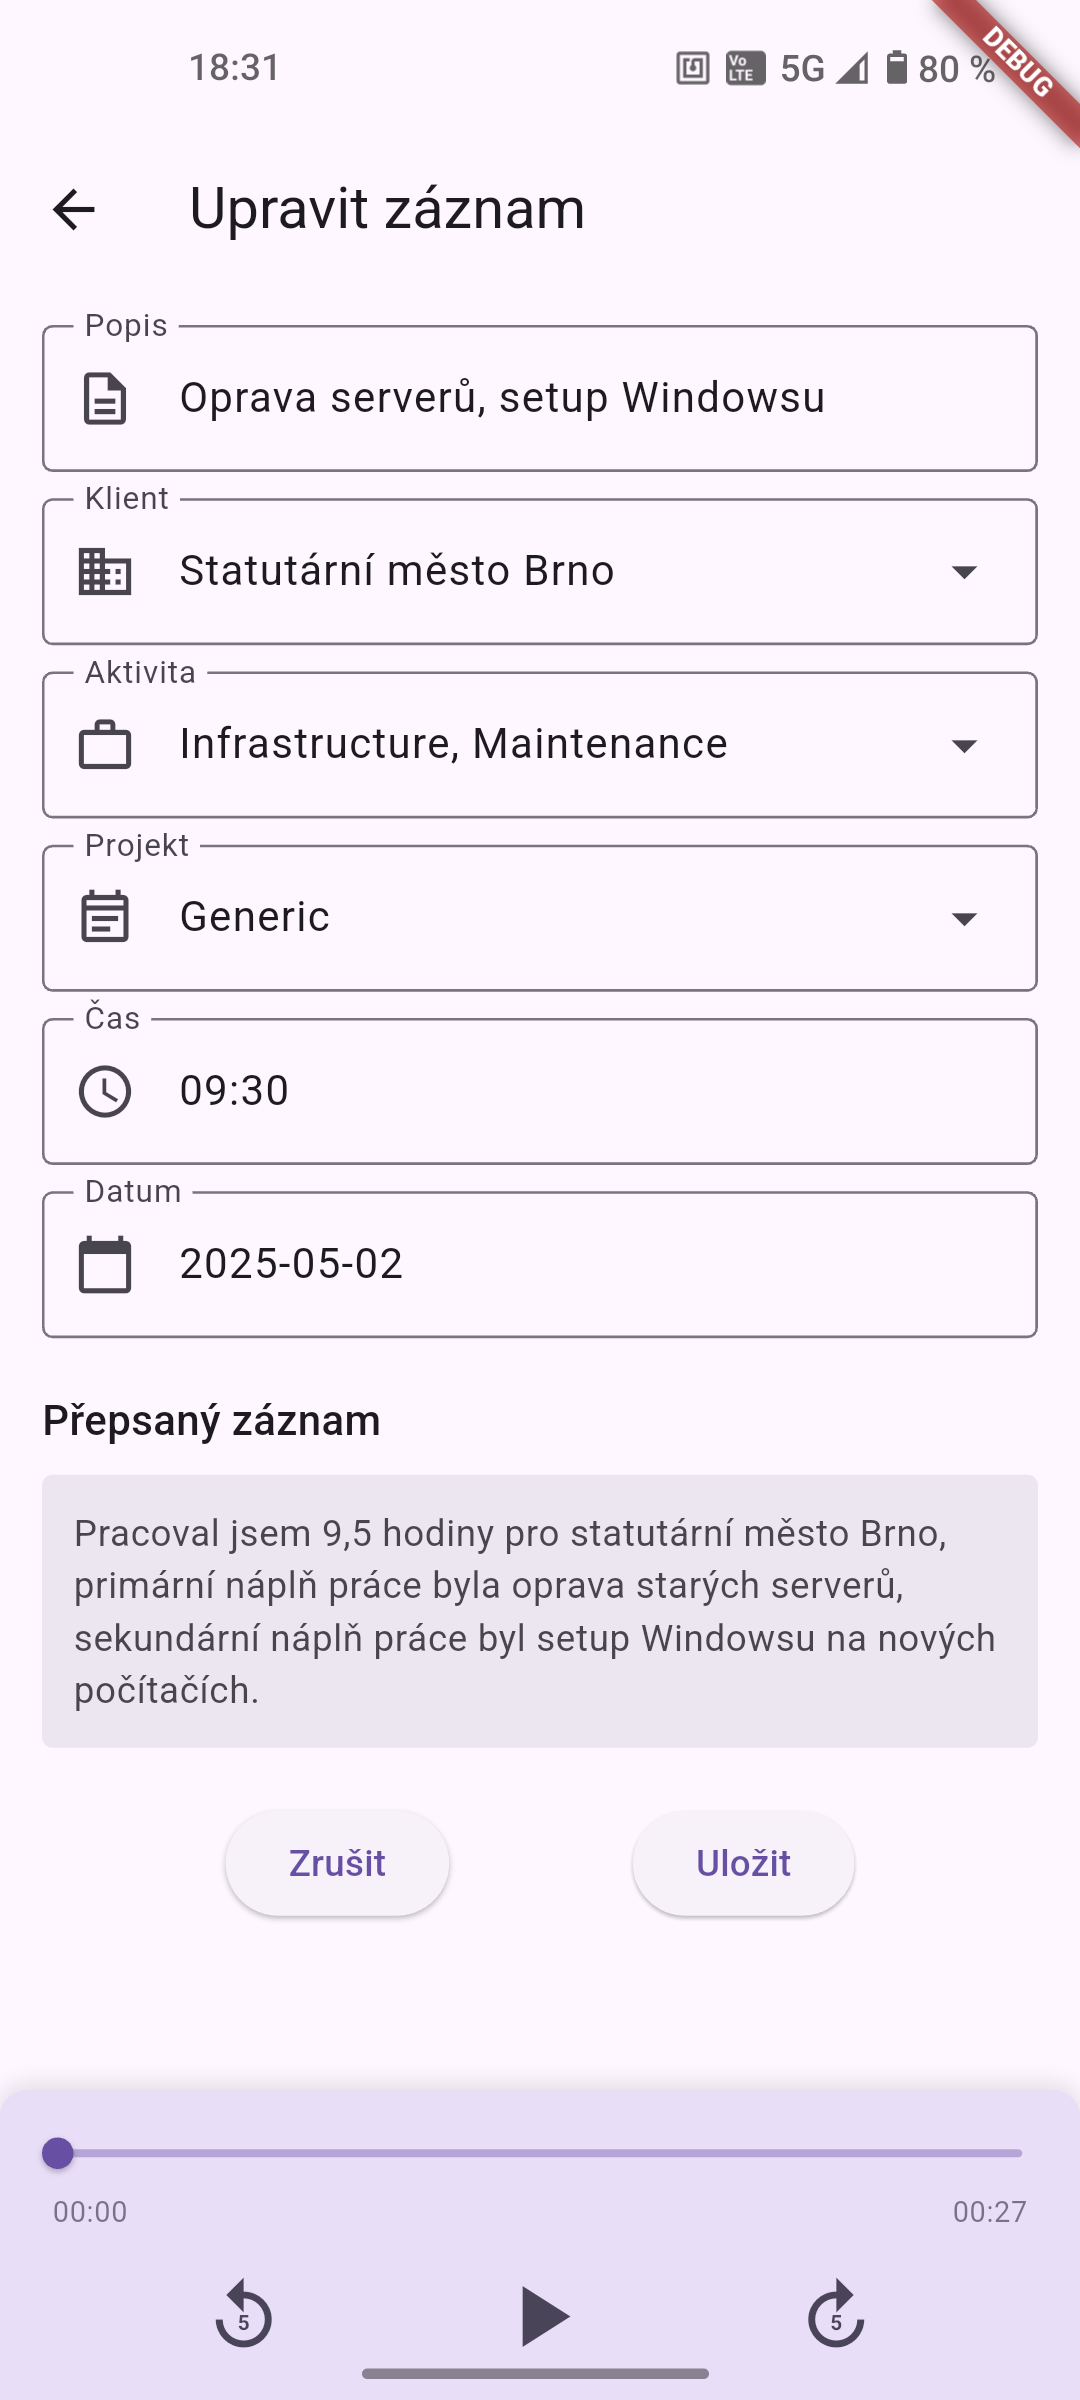 18:31
Vo LTE 5G 80 %
DEBUG
Upravit záznam
Popis
Oprava serverů, setup Windowsu
Klient
Statutární město Brno
Aktivita
Infrastructure, Maintenance
Projekt
Generic
Čas
09:30
Datum
2025-05-02
Přepsaný záznam
Pracoval jsem 9,5 hodiny pro statutární město Brno,
primární náplň práce byla oprava starých serverů,
sekundární náplň práce byl setup Windowsu na nových
počítačích.
Zrušit Uložit
00:00 00:27
5 5